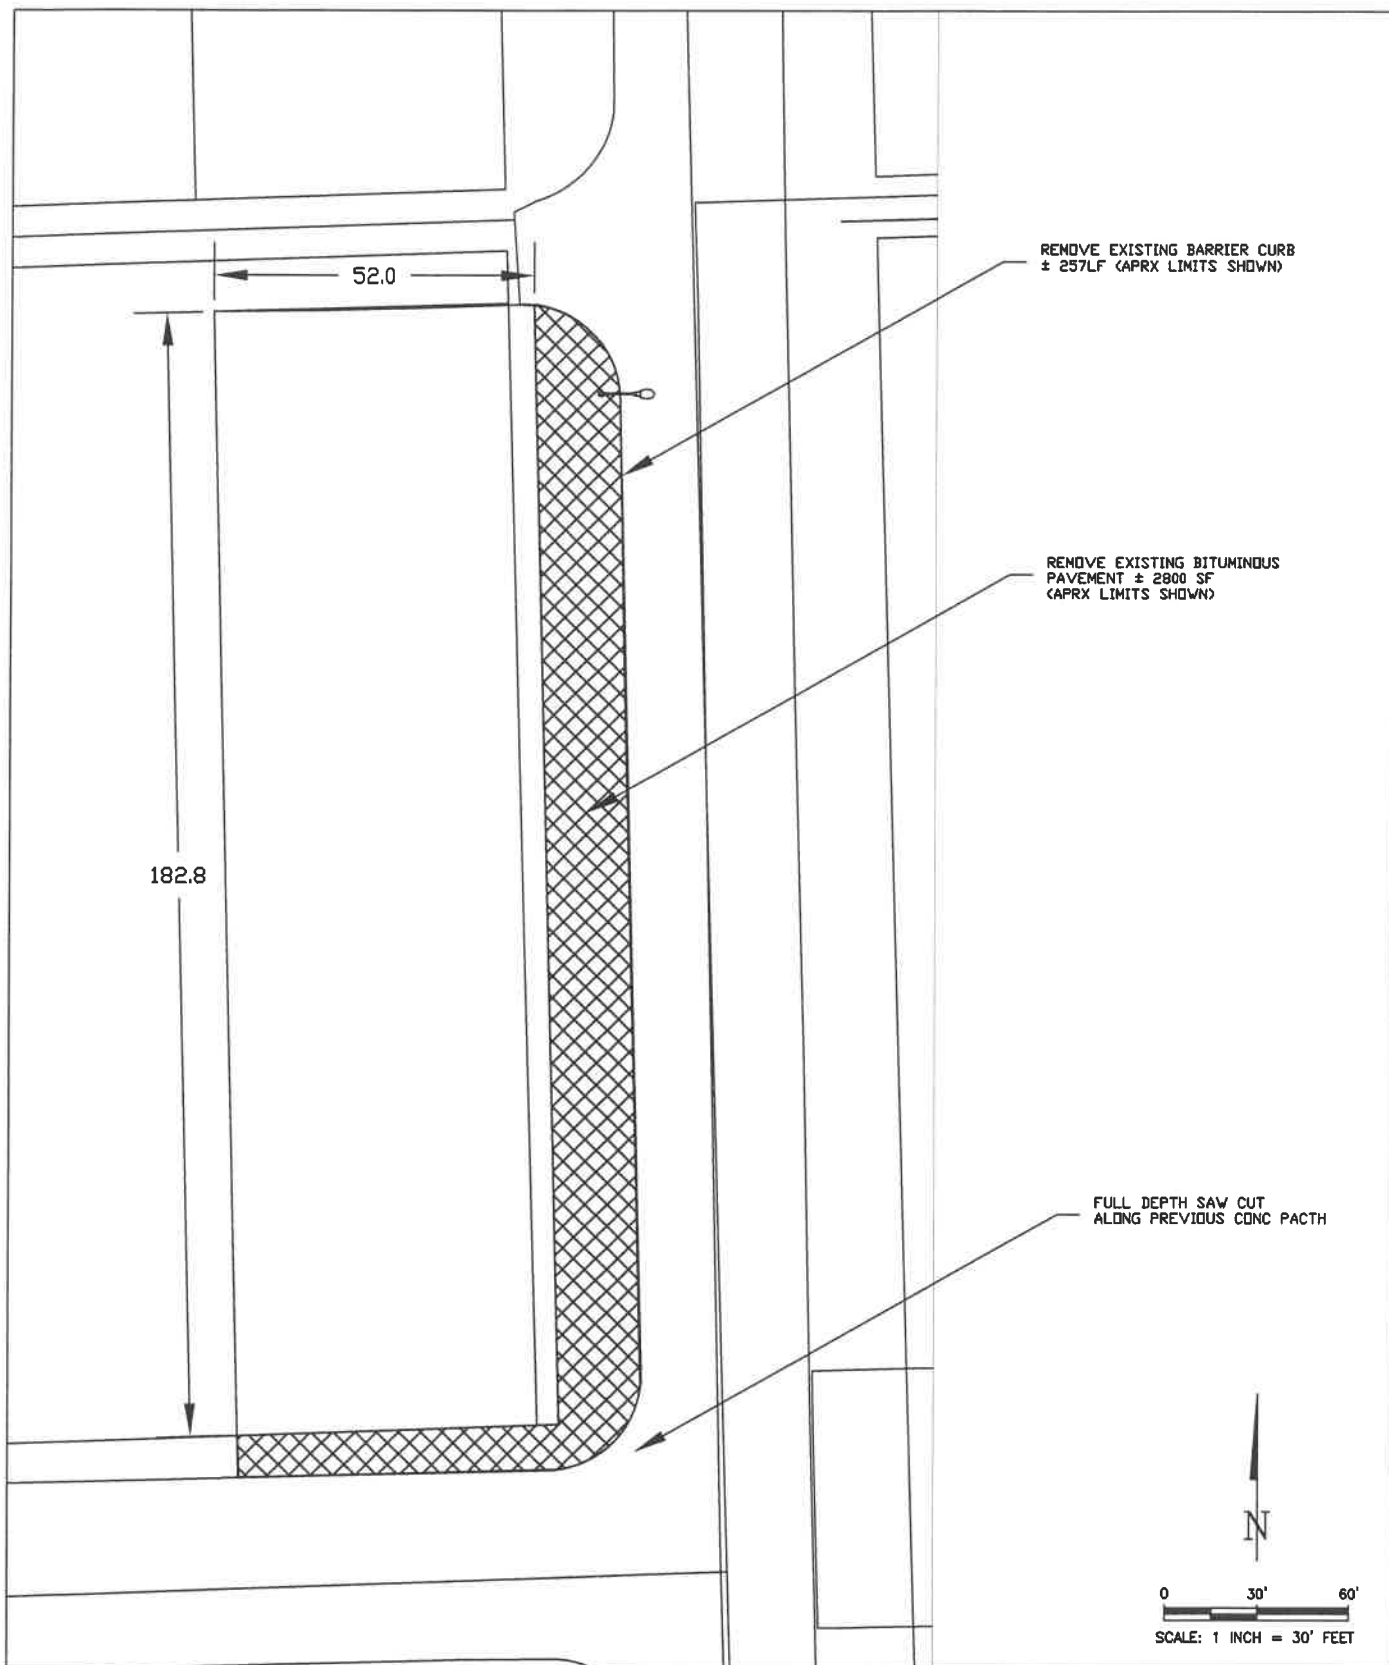 REMOVE EXISTING BARRIER CURB
± 257LF (APRX LIMITS SHOWN)
52.0
REMOVE EXISTING BITUMINOUS
PAVEMENT ± 2800 SF
(APRX LIMITS SHOWN)
182.8
FULL DEPTH SAW CUT
ALONG PREVIOUS CONC PACTH
N
0 30' 60'
SCALE: 1 INCH = 30' FEET